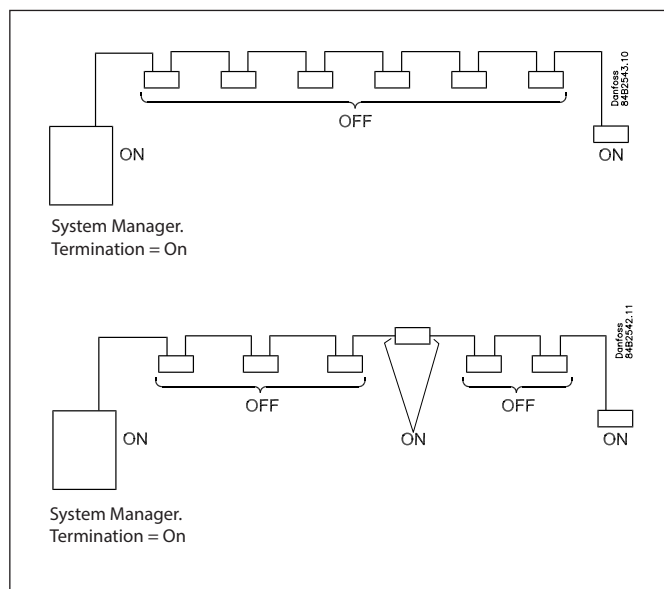 Danfoss
84B2543.10
OFF
ON
ON
System Manager.
Termination = On
Danfoss
84B2542.11
OFF
OFF
ON
ON
ON
System Manager.
Termination = On